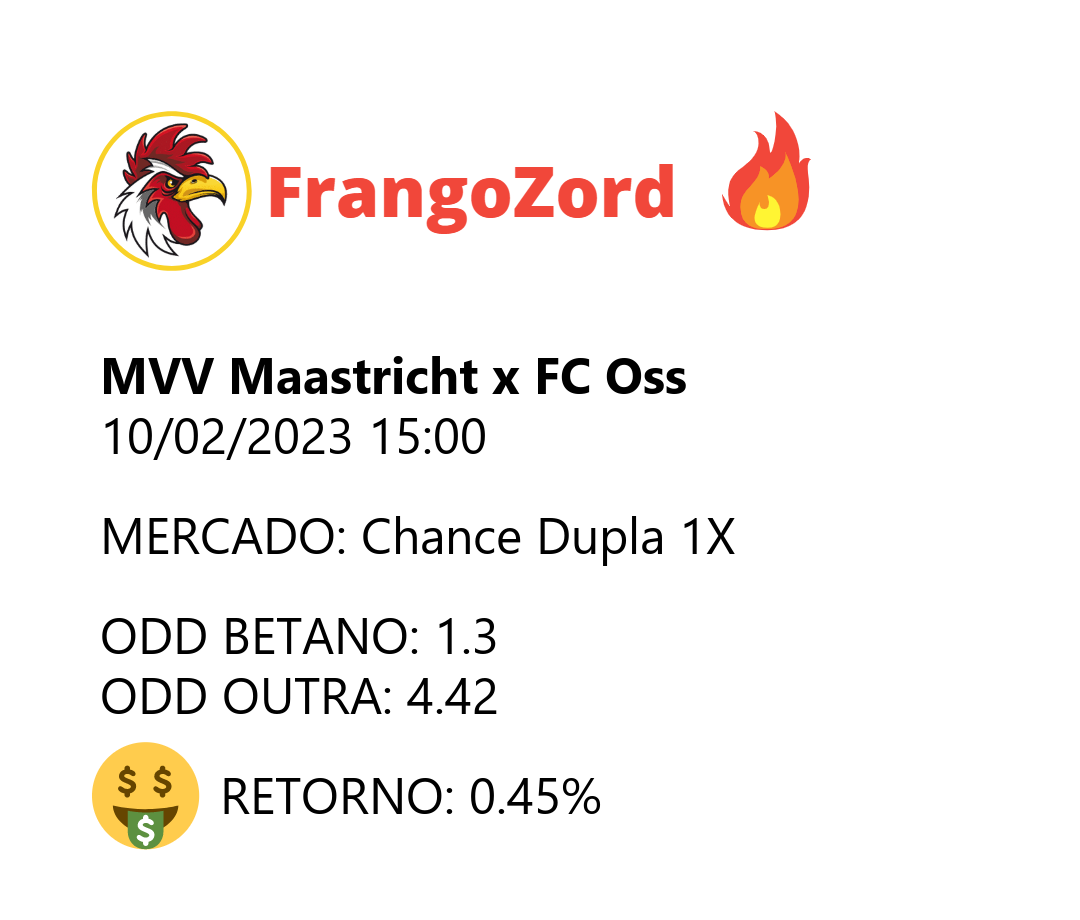 FrangoZord
MVV Maastricht x FC Oss
10/02/2023 15:00
MERCADO: Chance Dupla 1X
ODD BETANO: 1.3
ODD OUTRA: 4.42
RETORNO: 0.45%